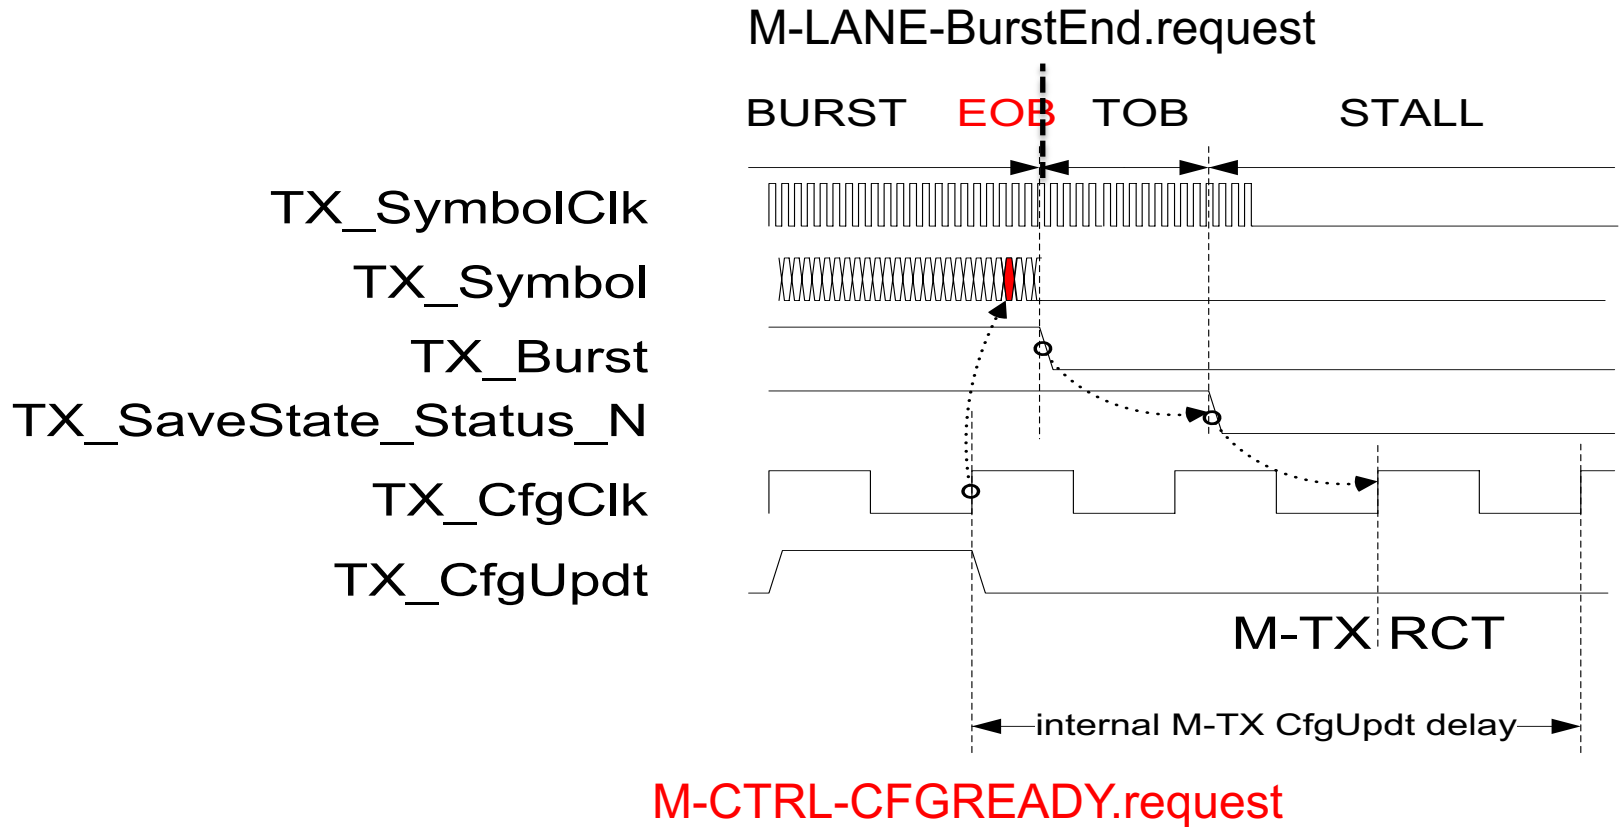 M-LANE-BurstEnd.request
BURST EOB TOB STALL
TX_SymbolClk
TX_Symbol
TX_Burst
TX_SaveState_Status_N
TX_CfgClk
TX_CfgUpdt
M-TX RCT
internal M-TX CfgUpdt delay
M-CTRL-CFGREADY.request